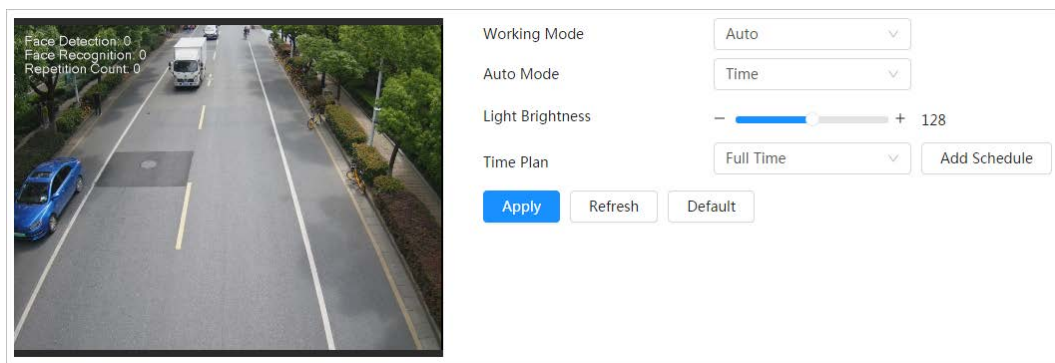 Face Detection: 0
Face Recognition: 0
Repetition Count: 0
Working Mode
Auto
Auto Mode
Time
Light Brightness
− + 128
Time Plan
Full Time
Add Schedule
Apply
Refresh
Default